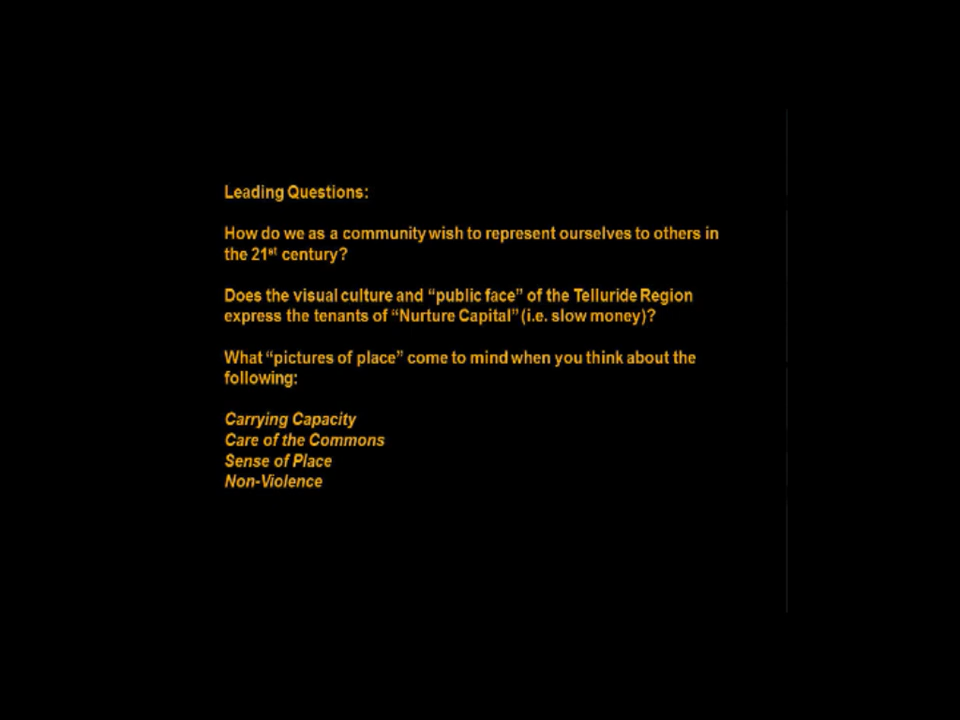 Leading Questions:
How do we as a community wish to represent ourselves to others in
the 21st century?
Does the visual culture and “public face” of the Telluride Region
express the tenants of “Nurture Capital” (i.e. slow money)?
What “pictures of place” come to mind when you think about the
following:
Carrying Capacity
Care of the Commons
Sense of Place
Non-Violence